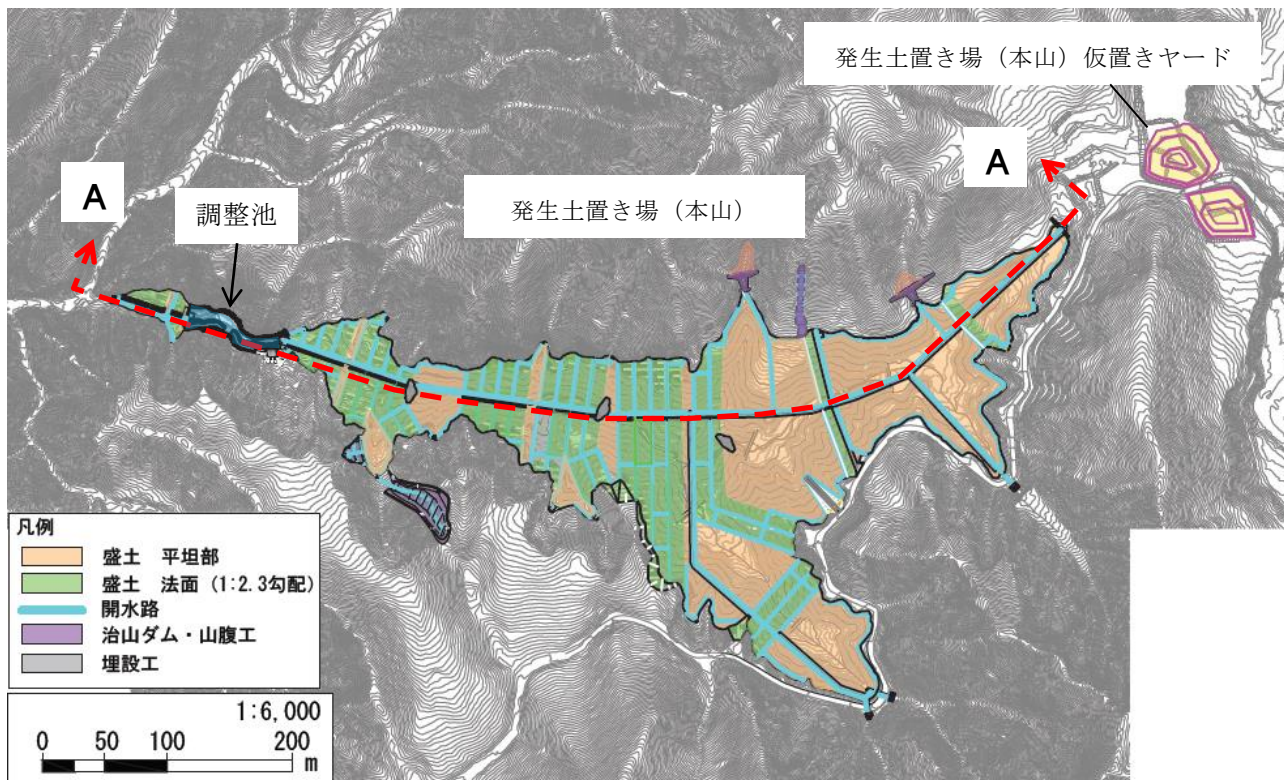 発生土置き場（本山）仮置きヤード
A
A
調整池
発生土置き場（本山）
凡例
盛土 平坦部
盛土 法面 (1:2.3勾配)
開水路
治山ダム・山腹工
埋設工
1:6,000
0 50 100 200
m